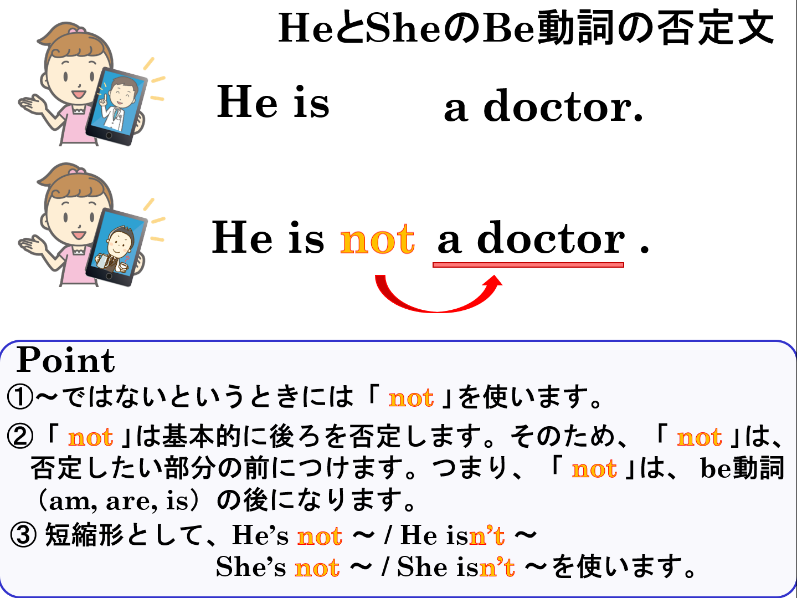 HeとSheのBe動詞の否定文
He is a doctor.
He is not a doctor .
Point
①～ではないというときには「 not 」を使います。
②「 not 」は基本的に後ろを否定します。そのため、「 not 」は、
否定したい部分の前につけます。つまり、「 not 」は、 be動詞
（am, are, is）の後になります。
③ 短縮形として、He’s not ～ / He isn’t ～
She’s not ～ / She isn’t ～を使います。